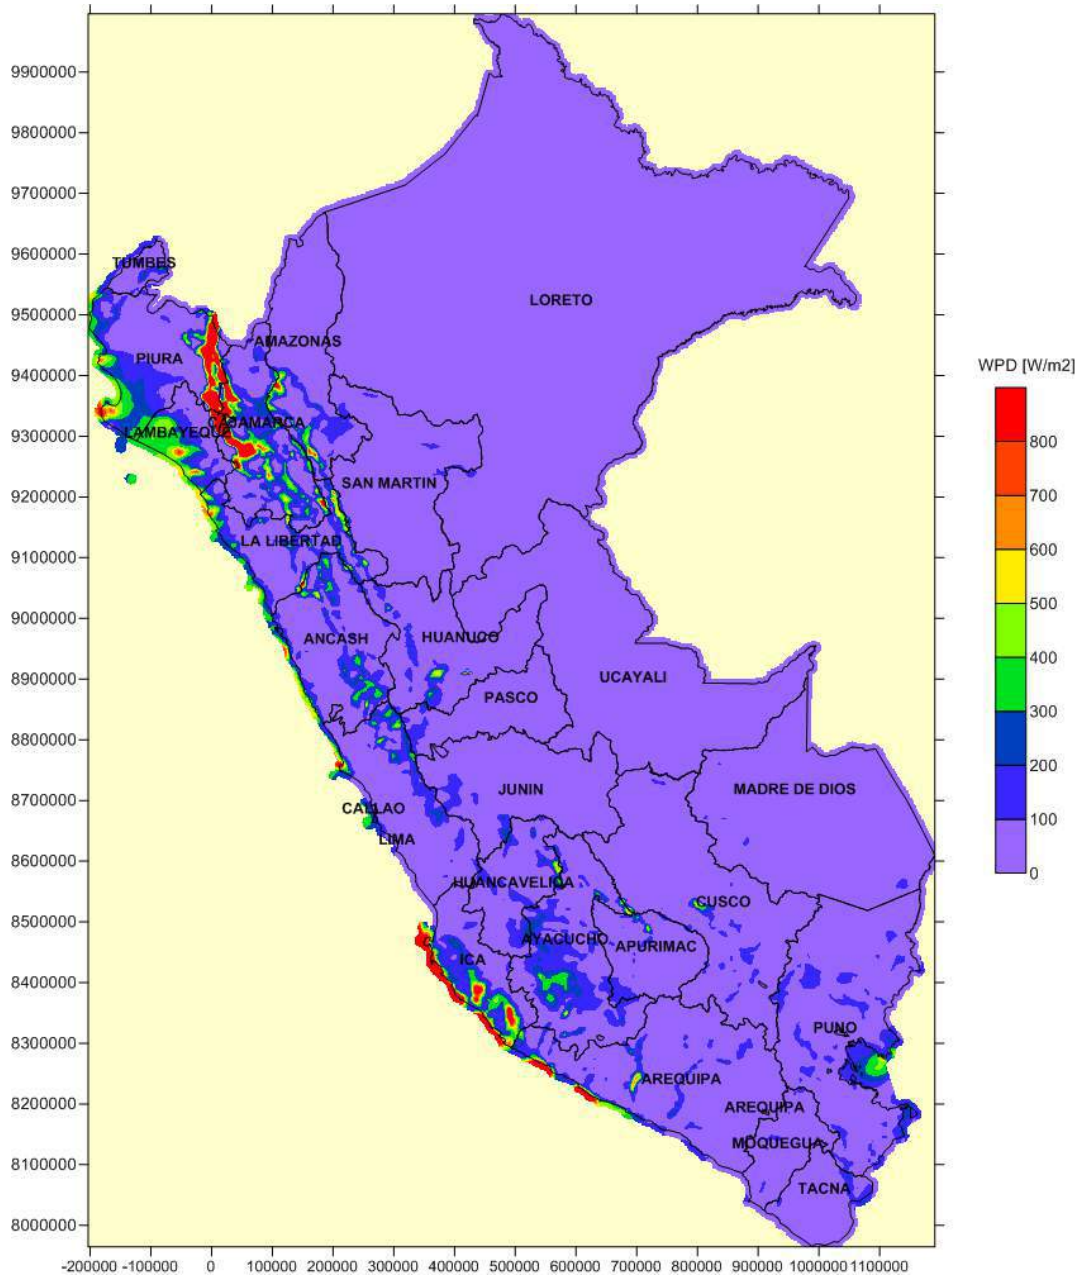 9900000
9800000
9700000
9600000
TUMBES
LORETO
9500000
AMAZONAS
PIURA
WPD [W/m2]
9400000
CAJAMARCA
LAMBAYEQUE
9300000
800
SAN MARTIN
700
9200000
LA LIBERTAD
600
9100000
500
9000000
ANCASH
HUANUCO
400
UCAYALI
8900000
PASCO
300
8800000
200
JUNIN
MADRE DE DIOS
8700000
CALLAO
100
LIMA
8600000
0
HUANCAVELICA
CUSCO
8500000
AYACUCHO
APURIMAC
ICA
8400000
PUNO
8300000
AREQUIPA
8200000
AREQUIPA
MOQUEGUA
8100000
TACNA
8000000
-200000 -100000 0 100000 200000 300000 400000 500000 600000 700000 800000 900000 1000000 1100000